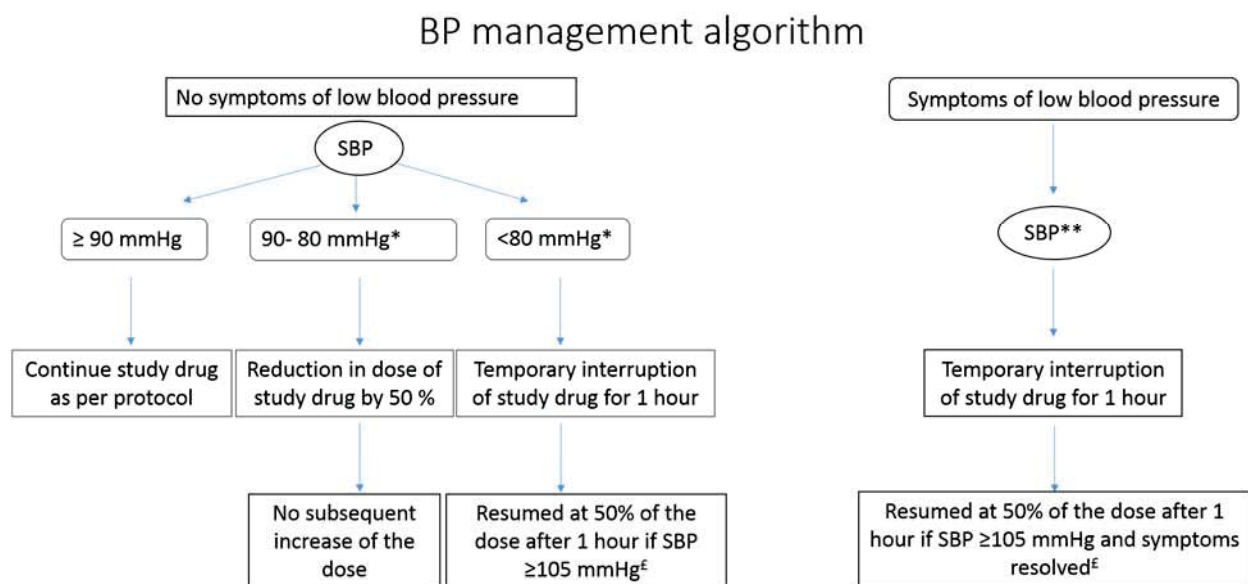 BP management algorithm
No symptoms of low blood pressure
Symptoms of low blood pressure
SBP
SBP**
≥ 90 mmHg
90- 80 mmHg*
<80 mmHg*
Continue study drug
as per protocol
Reduction in dose of
study drug by 50 %
Temporary interruption
of study drug for 1 hour
Temporary interruption
of study drug for 1 hour
No subsequent
increase of the
dose
Resumed at 50% of the
dose after 1 hour if SBP
≥105 mmHg£
Resumed at 50% of the dose after 1
hour if SBP ≥105 mmHg and symptoms
resolved£